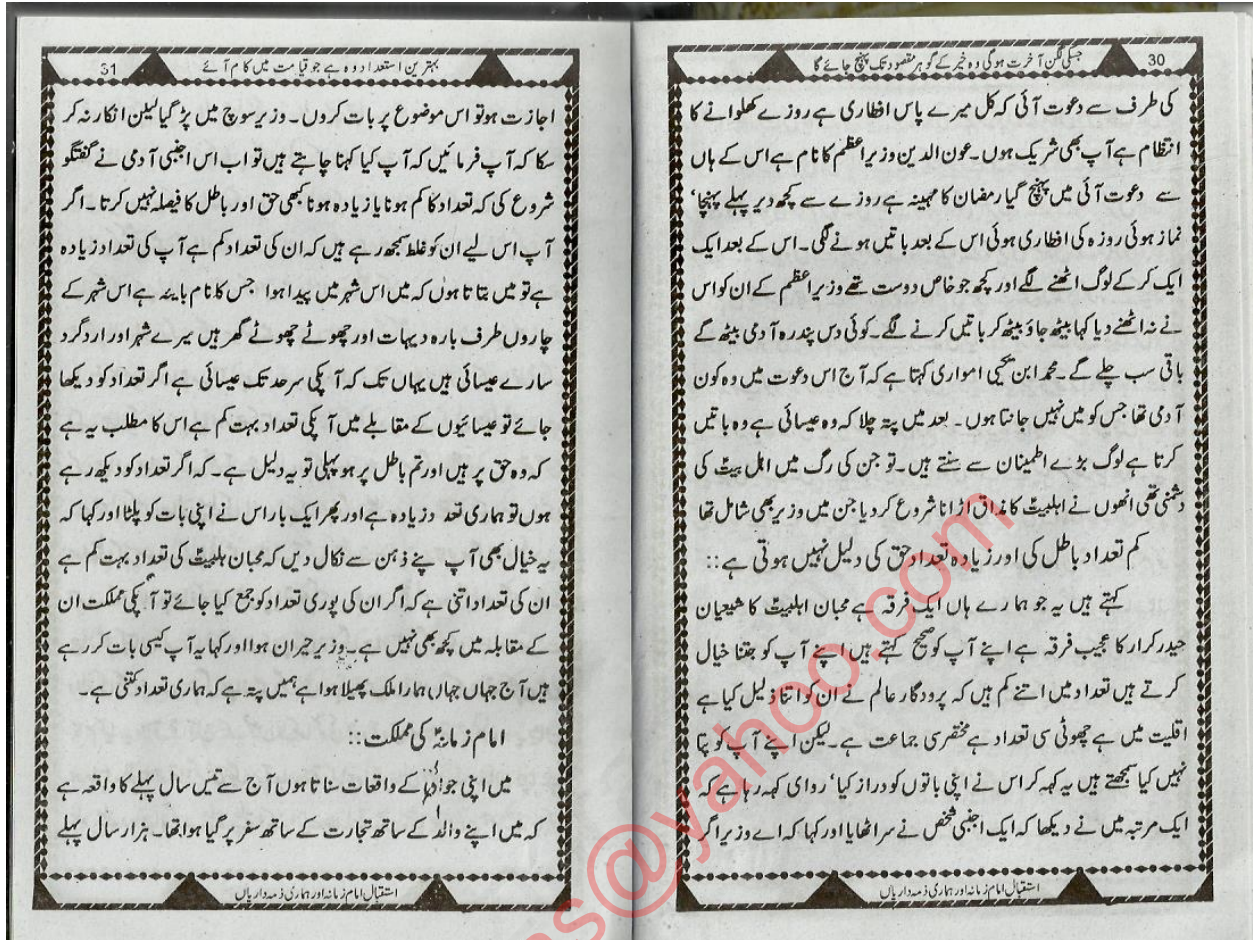 جسکی لگن آخرت ہوگی وہ خیر کے گوہر مقصود تک پہنچ جائے گا
30
کی طرف سے دعوت آئی کہ کل میرے پاس افطاری ہے روزے کھلوانے کا
انتظام ہے آپ بھی شریک ہوں۔ عون الدین وزیر اعظم کا نام ہے اس کے ہاں
سے دعوت آئی میں پہنچ گیا رمضان کا مہینہ ہے روزے سے کچھ دیر پہلے پہنچا‘
نماز ہوئی روزہ کی افطاری ہوئی اس کے بعد باتیں ہونے لگی۔ اس کے بعد ایک
ایک کر کے لوگ اٹھنے لگے اور کچھ جو خاص دوست تھے وزیر اعظم کے ان کو اس
نے نہ اٹھنے دیا کہا بیٹھ جاؤ بیٹھ کر باتیں کرنے لگے۔ کوئی دس پندرہ آدمی بیٹھ گے
باقی سب چلے گے۔ محمد ابن یحییٰ امواری کہتا ہے کہ آج اس دعوت میں وہ کون
آدمی تھا جس کو میں نہیں جانتا ہوں۔ بعد میں پتہ چلا کہ وہ عیسائی ہے وہ باتیں
کرتا ہے لوگ بڑے اطمینان سے سنتے ہیں۔ تو جن کی رگ میں اہل بیتؑ کی
دشمنی تھی انھوں نے اہلبیتؑ کا مذاق اڑانا شروع کر دیا جن میں وزیر بھی شامل تھا
کم تعداد باطل کی اور زیادہ تعداد حق کی دلیل نہیں ہوتی ہے::
کہتے ہیں یہ جو ہمارے ہاں ایک فرقہ ہے محبان اہلبیتؑ کا شیعیان
حیدر کرار کا عجیب فرقہ ہے اپنے آپ کو صحیح کہتے ہیں اپنے آپ کو جتنا خیال
کرتے ہیں تعداد میں اتنے کم ہیں کہ پرودگار عالم نے ان کو اتنا ذلیل کیا ہے
اقلیت میں ہے چھوٹی سی تعداد ہے مختصر سی جماعت ہے۔ لیکن اپنے آپ کو پتا
نہیں کیا سمجھتے ہیں یہ کہہ کر اس نے اپنی باتوں کو دراز کیا‘ روای کہہ رہا ہے کہ
ایک مرتبہ میں نے دیکھا کہ ایک اجنبی شخص نے سر اٹھایا اور کہا کہ اے وزیر اگر
استقبال امام زمانہ اور ہماری ذمہ داریاں
بہترین استعداد وہ ہے جو قیامت میں کام آئے
31
اجازت ہو تو اس موضوع پر بات کروں۔ وزیر سوچ میں پڑ گیا لیلن انکار نہ کر
سکا کہ آپ فرمائیں کہ آپ کیا کہنا چاہتے ہیں تو اب اس اجنبی آدمی نے گفتگو
شروع کی کہ تعداد کا کم ہونا یا زیادہ ہونا کبھی حق اور باطل کا فیصلہ نہیں کرتا۔ اگر
آپ اس لیے ان کو غلط سمجھ رہے ہیں کہ ان کی تعداد کم ہے آپ کی تعداد زیادہ
ہے تو میں بتاتا ہوں کہ میں اس شہر میں پیدا ہوا جس کا نام بایند ہے اس شہر کے
چاروں طرف بارہ دیہات اور چھوٹے چھوٹے گھر ہیں میرے شہر اور اردگرد
سارے عیسائی ہیں یہاں تک کہ آپکی سرحد تک عیسائی ہے اگر تعداد کو دیکھا
جائے تو عیسائیوں کے مقابلے میں آپکی تعداد بہت کم ہے اس کا مطلب یہ ہے
کہ وہ حق پر ہیں اور تم باطل پر ہو پہلی تو یہ دلیل ہے۔ کہ اگر تعداد کو دیکھ رہے
ہوں تو ہماری تعد دزیادہ ہے اور پھر ایک بار اس نے اپنی بات کو پلٹا اور کہا کہ
یہ خیال بھی آپ پنے ذہن سے نکال دیں کہ محبان ہلبیتؑ کی تعداد بہت کم ہے
ان کی تعداد اتنی ہے کہ اگر ان کی پوری تعداد کو جمع کیا جائے تو آپکی مملکت ان
کے مقابلہ میں کچھ بھی نہیں ہے۔ وزیر حیران ہوا اور کہا یہ آپ کیسی بات کر رہے
ہیں آج جہاں جہاں ہمارا ملک پھیلا ہوا ہے ہمیں پتہ ہے کہ ہماری تعداد کتنی ہے۔
امام زمانہؑ کی مملکت::
میں اپنی کے واقعات سناتا ہوں آج سے تیس سال پہلے کا واقعہ ہے
کہ میں اپنے والد کے ساتھ تجارت کے ساتھ سفر پر گیا ہوا تھا۔ ہزار سال پہلے
استقبال امام زمانہ اور ہماری ذمہ داریاں
s@yahoo.com